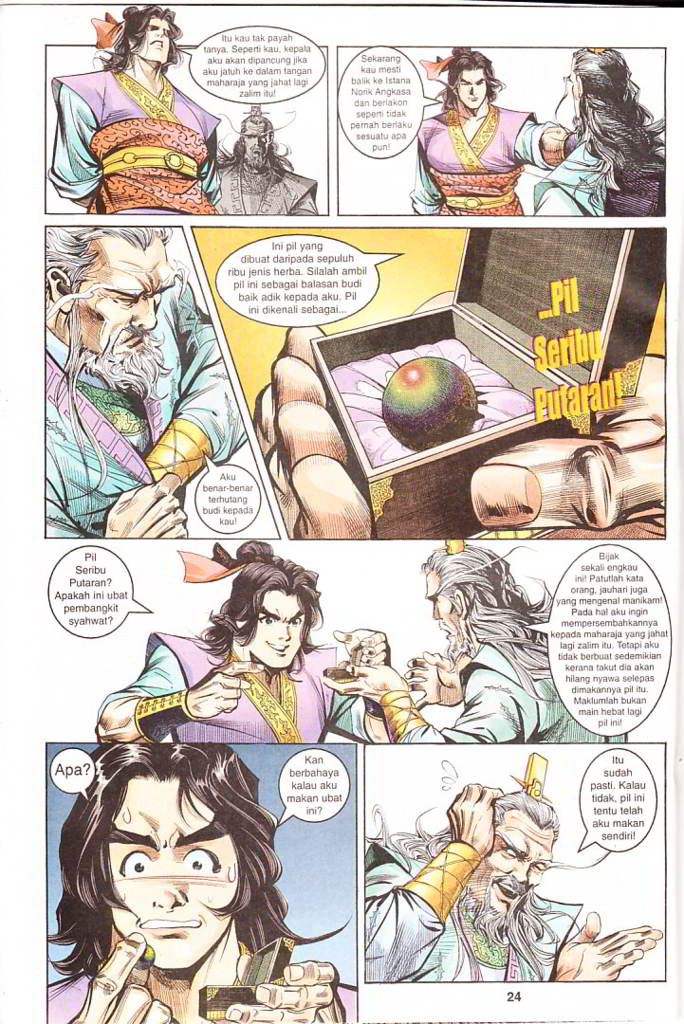 Itu kau tak payah
tanya. Seperti kau, kepala
aku akan dipancung jika
aku jatuh ke dalam tangan
maharaja yang jahat lagi
zalim itu!
Sekarang
kau mesti
balik ke Istana
Norik Angkasa
dan berlakon
seperti tidak
pernah berlaku
sesuatu apa
pun!
Aku
benar-benar
terhutang
budi kepada
kau!
Ini pil yang
dibuat daripada sepuluh
ribu jenis herba. Silalah ambil
pil ini sebagai balasan budi
baik adik kepada aku. Pil
ini dikenali sebagai...
...Pil
Seribu
Putaran!
Pil
Seribu
Putaran?
Apakah ini ubat
pembangkit
syahwat?
Bijak
sekali engkau
ini! Patutlah kata
orang, jauhari juga
yang mengenal manikam!
Pada hal aku ingin
mempersembahkannya
kepada maharaja yang jahat
lagi zalim itu. Tetapi aku
tidak berbuat sedemikian
kerana takut dia akan
hilang nyawa selepas
dimakannya pil itu.
Maklumlah bukan
main hebat lagi
pil ini!
Apa?
Kan
berbahaya
kalau aku
makan ubat
ini?
Itu
sudah
pasti. Kalau
tidak, pil ini
tentu telah
aku makan
sendiri!
24